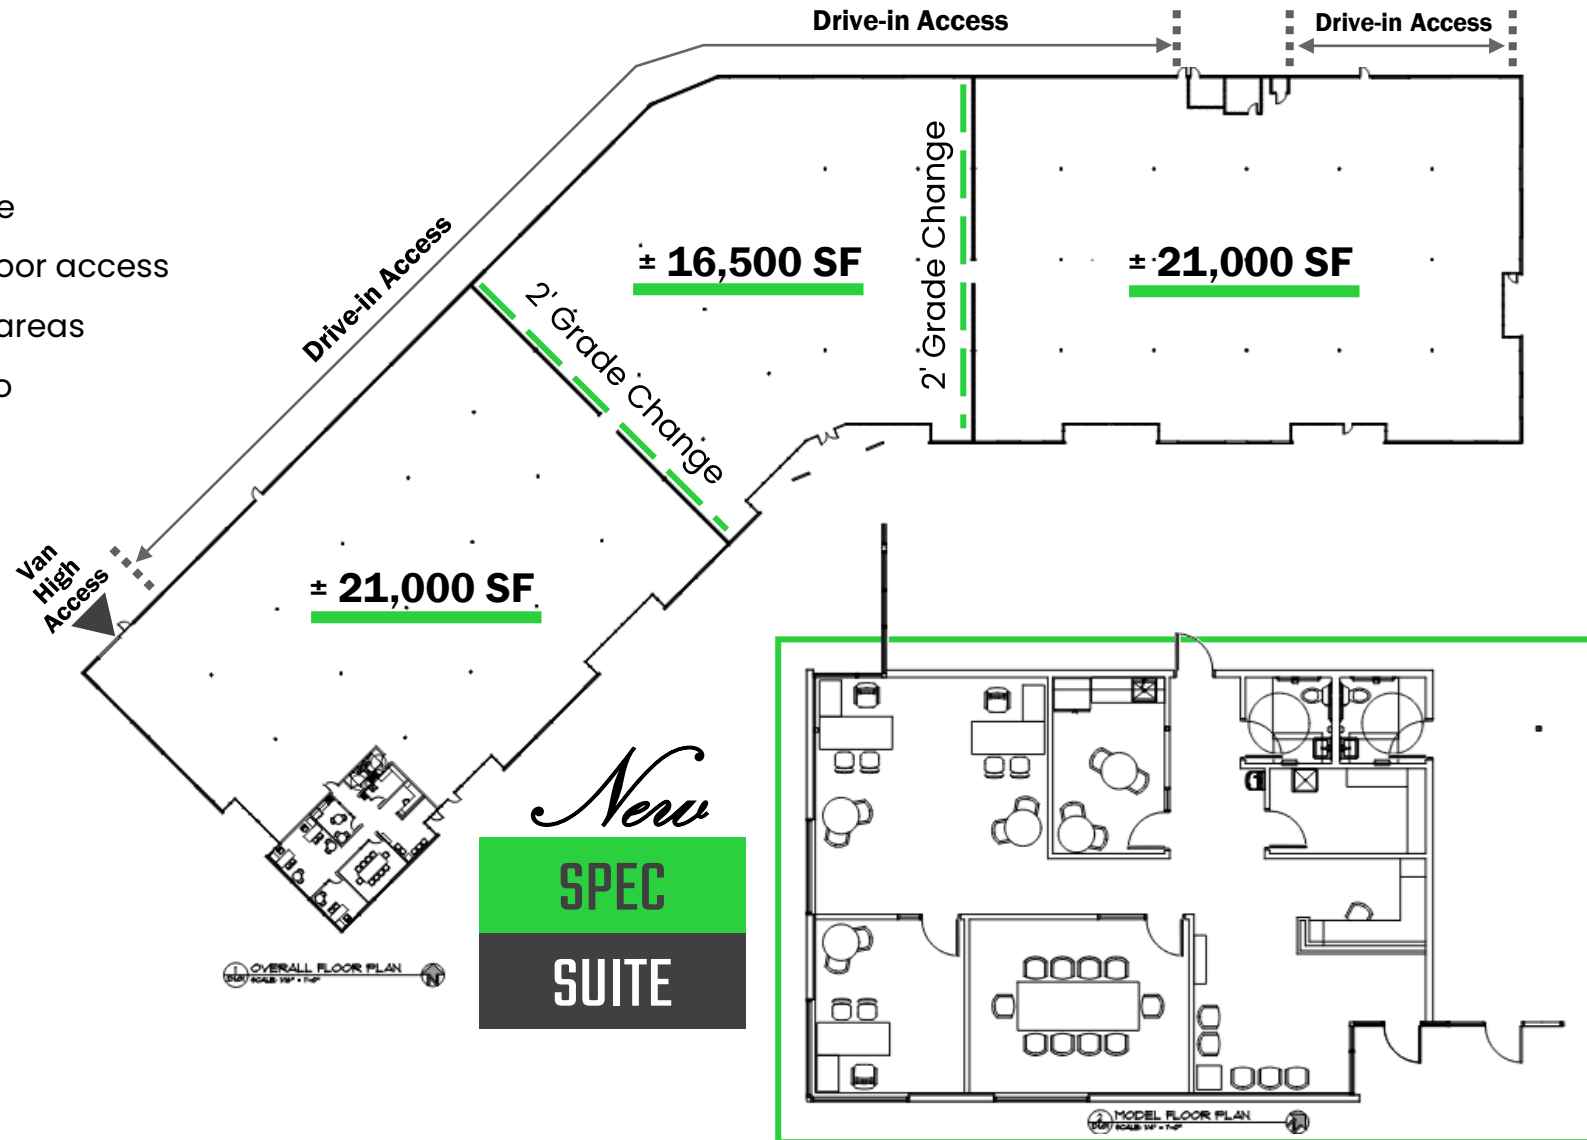 Drive-in Access
Drive-in Access
e
oor access
areas
o
Drive-in Access
2' Grade Change
2' Grade Change
± 16,500 SF
± 21,000 SF
Van
High
Access
± 21,000 SF
New
SPEC
SUITE
OVERALL FLOOR PLAN
N
MODEL FLOOR PLAN